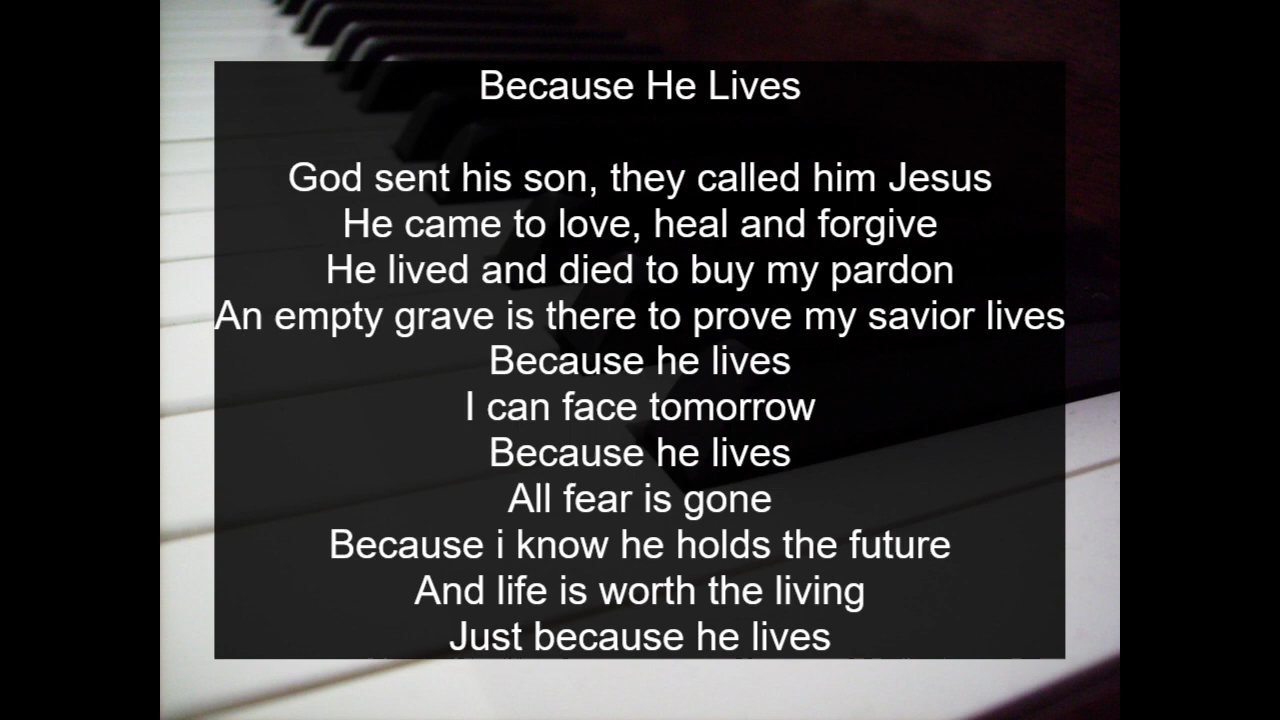 Because He Lives
God sent his son, they called him Jesus
He came to love, heal and forgive
He lived and died to buy my pardon
An empty grave is there to prove my savior lives
Because he lives
I can face tomorrow
Because he lives
All fear is gone
Because i know he holds the future
And life is worth the living
Just because he lives